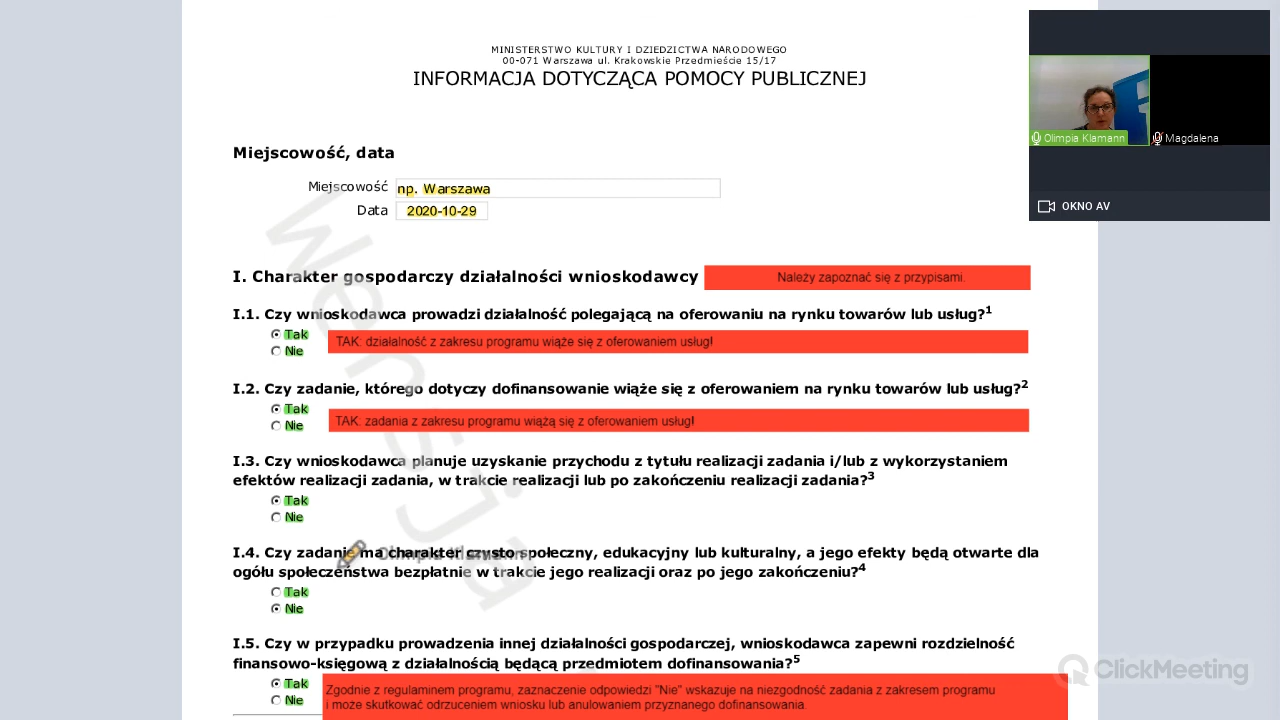 MINISTERSTWO KULTURY I DZIEDZICTWA NARODOWEGO
00-071 Warszawa ul. Krakowskie Przedmieście 15/17
INFORMACJA DOTYCZĄCA POMOCY PUBLICZNEJ
Olimpia Klamann
Magdalena
OKNO AV
Miejscowość, data
Miejscowość np. Warszawa
Data 2020-10-29
I. Charakter gospodarczy działalności wnioskodawcy
Należy zapoznać się z przypisami.
I.1. Czy wnioskodawca prowadzi działalność polegającą na oferowaniu na rynku towarów lub usług?1
Tak
Nie
TAK: działalność z zakresu programu wiąże się z oferowaniem usług!
I.2. Czy zadanie, którego dotyczy dofinansowanie wiąże się z oferowaniem na rynku towarów lub usług?2
Tak
Nie
TAK: zadania z zakresu programu wiążą się z oferowaniem usług!
I.3. Czy wnioskodawca planuje uzyskanie przychodu z tytułu realizacji zadania i/lub z wykorzystaniem
efektów realizacji zadania, w trakcie realizacji lub po zakończeniu realizacji zadania?3
Tak
Nie
I.4. Czy zadanie ma charakter czysto społeczny, edukacyjny lub kulturalny, a jego efekty będą otwarte dla
ogółu społeczeństwa bezpłatnie w trakcie jego realizacji oraz po jego zakończeniu?4
Olimpia Klamann
Tak
Nie
I.5. Czy w przypadku prowadzenia innej działalności gospodarczej, wnioskodawca zapewni rozdzielność
finansowo-księgową z działalnością będącą przedmiotem dofinansowania?5
Tak
Nie
Zgodnie z regulaminem programu, zaznaczenie odpowiedzi "Nie" wskazuje na niezgodność zadania z zakresem programu
i może skutkować odrzuceniem wniosku lub anulowaniem przyznanego dofinansowania.
Wersja
ClickMeeting